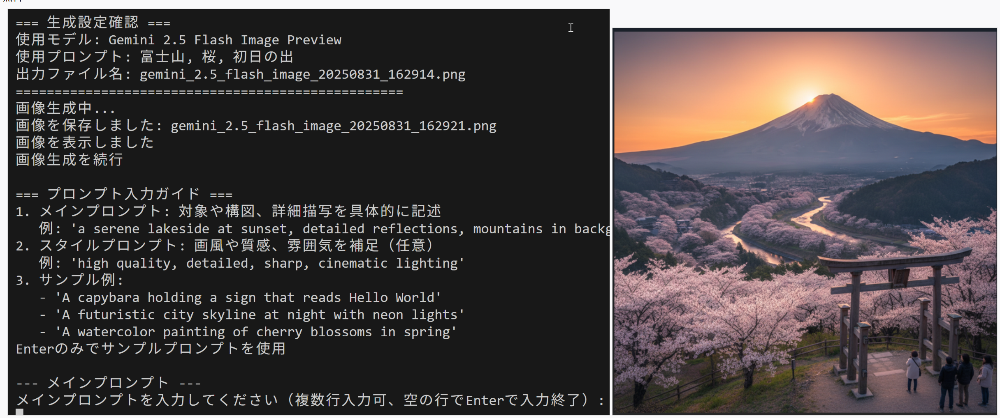 === 生成設定確認 ===
使用モデル: Gemini 2.5 Flash Image Preview
使用プロンプト: 富士山, 桜, 初日の出
出力ファイル名: gemini_2.5_flash_image_20250831_162914.png
==================================================
画像生成中...
画像を保存しました: gemini_2.5_flash_image_20250831_162921.png
画像を表示しました
画像生成を続行
=== プロンプト入力ガイド ===
1. メインプロンプト: 対象や構図、詳細描写を具体的に記述
例: 'a serene lakeside at sunset, detailed reflections, mountains in backg
2. スタイルプロンプト: 画風や質感、雰囲気を補足（任意）
例: 'high quality, detailed, sharp, cinematic lighting'
3. サンプル例:
- 'A capybara holding a sign that reads Hello World'
- 'A futuristic city skyline at night with neon lights'
- 'A watercolor painting of cherry blossoms in spring'
Enterのみでサンプルプロンプトを使用
--- メインプロンプト ---
メインプロンプトを入力してください（複数行入力可、空の行でEnterで入力終了）: